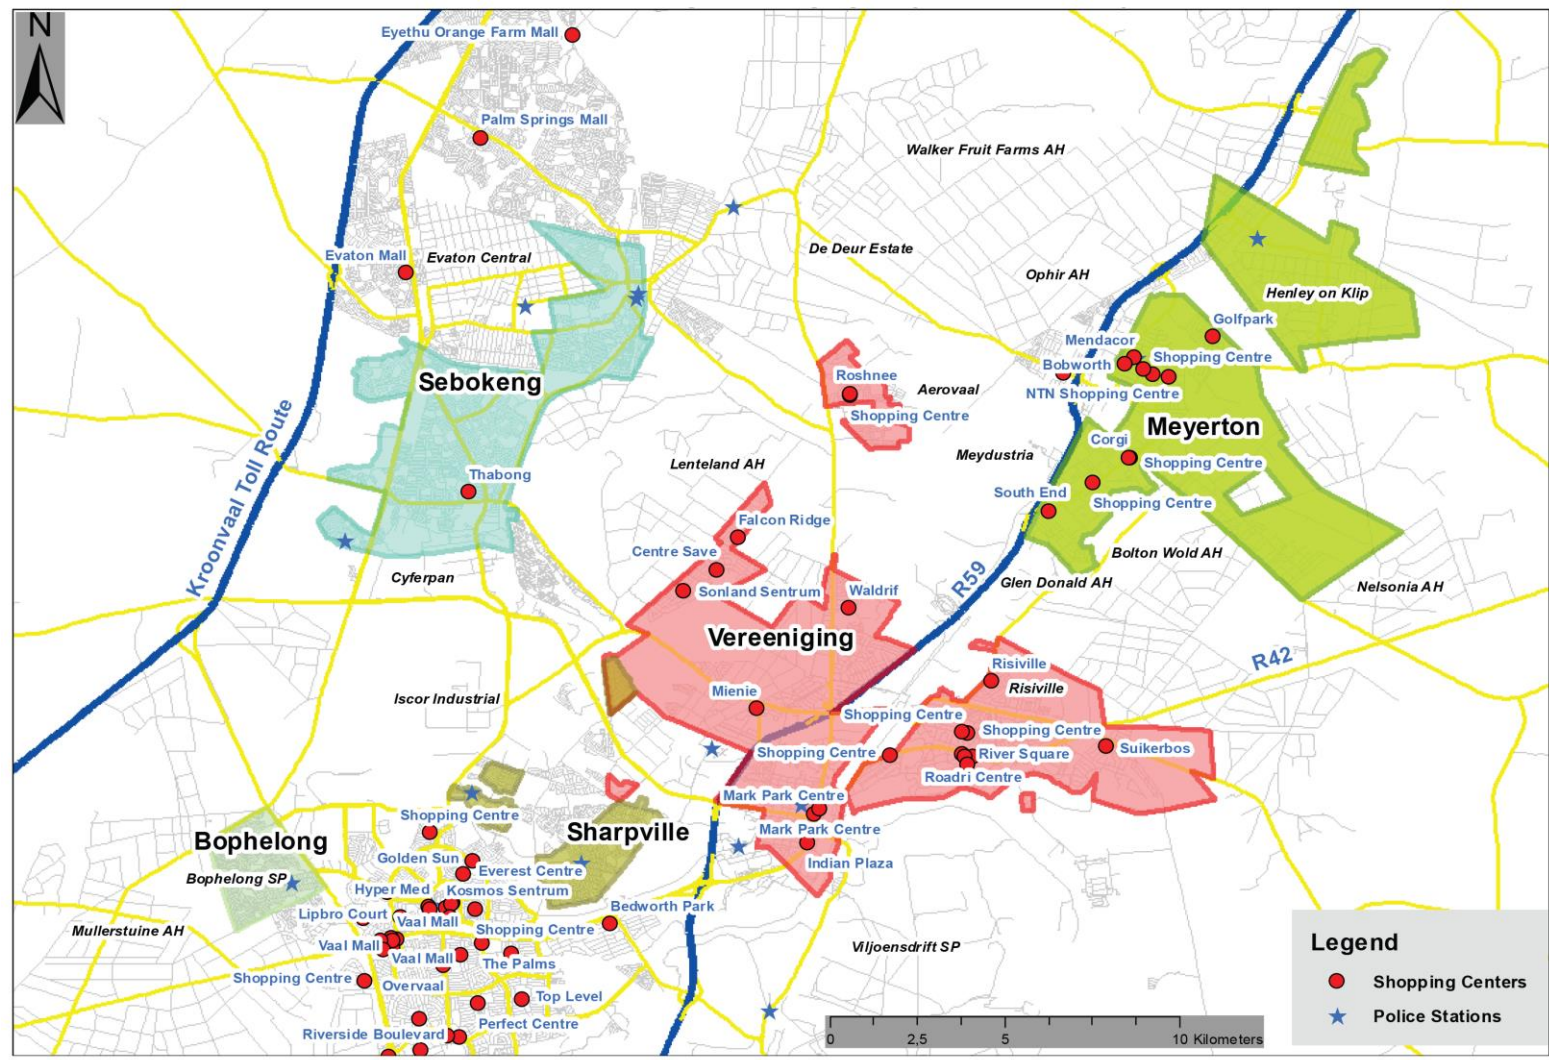 N
Eyethu Orange Farm Mall
Palm Springs Mall
Walker Fruit Farms AH
Evaton Mall
Evaton Central
De Deur Estate
Ophir AH
Henley on Klip
Golfpark
Mendacor
Shopping Centre
Bobworth
NTN Shopping Centre
Roshnee
Shopping Centre
Aerovaal
Sebokeng
Meyerton
Kroonvaal Toll Route
Corgi
Shopping Centre
Meydustria
Lenteland AH
Thabong
South End
Shopping Centre
Falcon Ridge
Centre Save
Bolton Wold AH
Cyferpan
Sonland Sentrum
Waldrif
R59
Glen Donald AH
Nelsonia AH
Vereeniging
R42
Risiville
Risiville
Iscor Industrial
Mienie
Shopping Centre
Shopping Centre
Shopping Centre
River Square
Suikerbos
Roadri Centre
Mark Park Centre
Shopping Centre
Sharpville
Mark Park Centre
Bophelong
Golden Sun
Everest Centre
Indian Plaza
Bophelong SP
Hyper Med
Kosmos Sentrum
Bedworth Park
Lipbro Court
Vaal Mall
Shopping Centre
Mullerstuine AH
Vaal Mall
Vaal Mall
The Palms
Viljoensdrift SP
Shopping Centre
Overvaal
Top Level
Perfect Centre
Riverside Boulevard
Legend
Shopping Centers
Police Stations
0
2,5
5
10 Kilometers